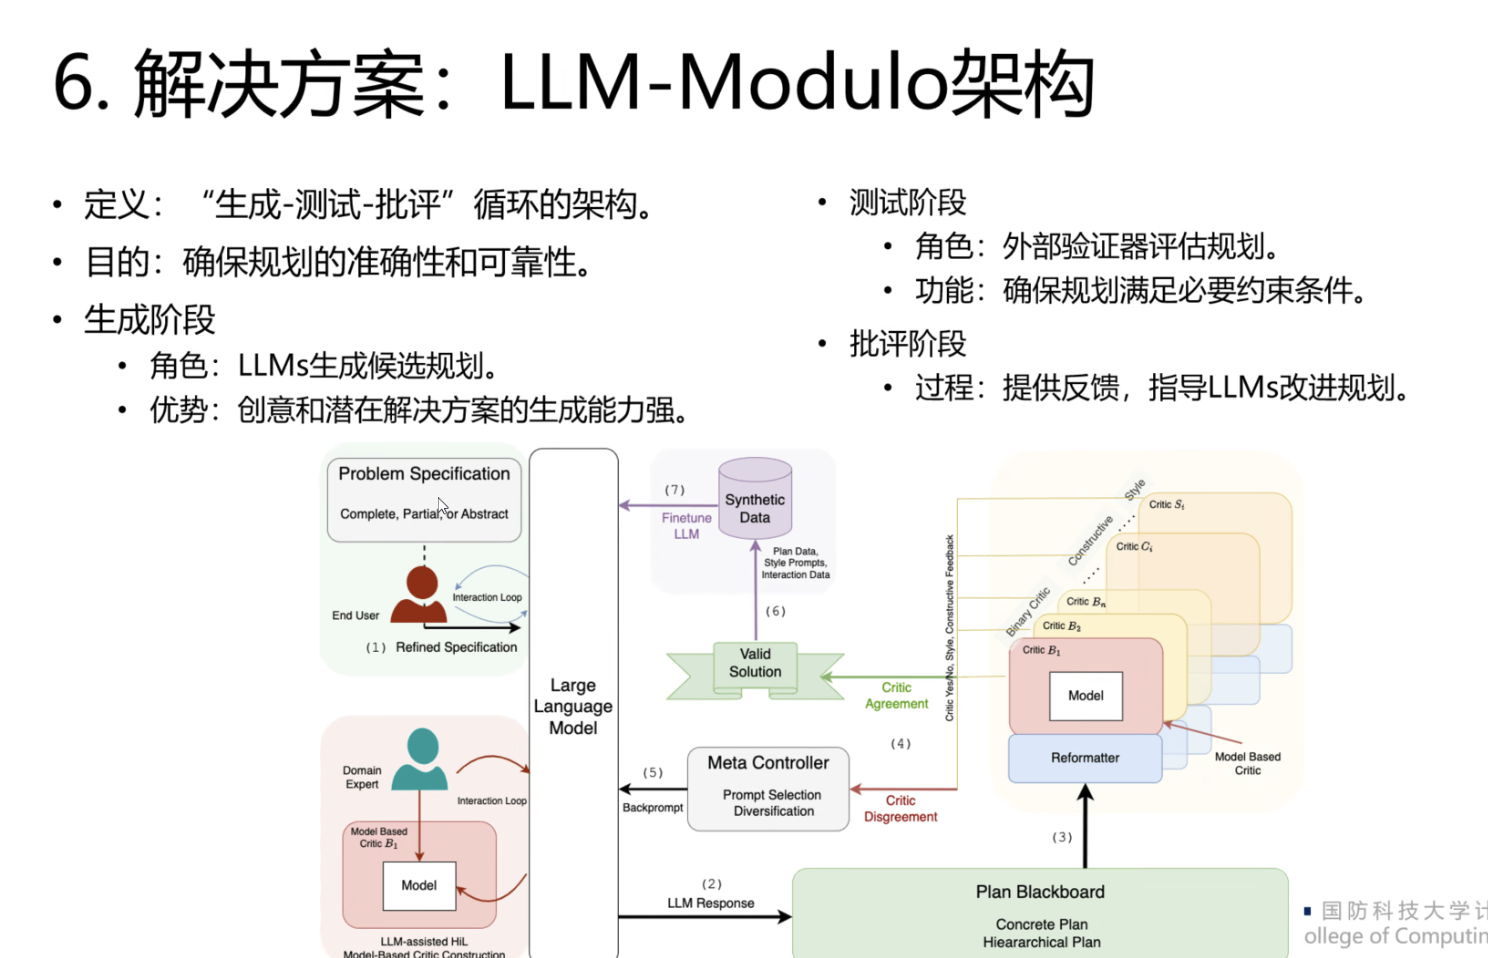 6. 解决方案：LLM-Modulo架构
• 定义：“生成-测试-批评”循环的架构。
• 目的：确保规划的准确性和可靠性。
• 生成阶段
• 角色：LLMs生成候选规划。
• 优势：创意和潜在解决方案的生成能力强。
• 测试阶段
• 角色：外部验证器评估规划。
• 功能：确保规划满足必要约束条件。
• 批评阶段
• 过程：提供反馈，指导LLMs改进规划。
Problem Specification
Complete, Partial, or Abstract
End User
Interaction Loop
(1) Refined Specification
Domain
Expert
Interaction Loop
Model Based
Critic B₁
Model
LLM-assisted HiL
Model-Based Critic Construction
Large
Language
Model
(7)
Finetune
LLM
Synthetic
Data
Plan Data,
Style Prompts,
Interaction Data
(6)
Valid
Solution
Critic
Agreement
(4)
Meta Controller
Prompt Selection
Diversification
(5)
Backprompt
Critic
Disgreement
(2)
LLM Response
Critic Yes/No, Style, Constructive Feedback
Style
Constructive
Binary Critic
Critic Sᵢ
Critic Cᵢ
Critic Bₙ
Critic B₂
Critic B₁
Model
Reformatter
Model Based
Critic
(3)
Plan Blackboard
Concrete Plan
Hieararchical Plan
国防科技大学计
ollege of Computin